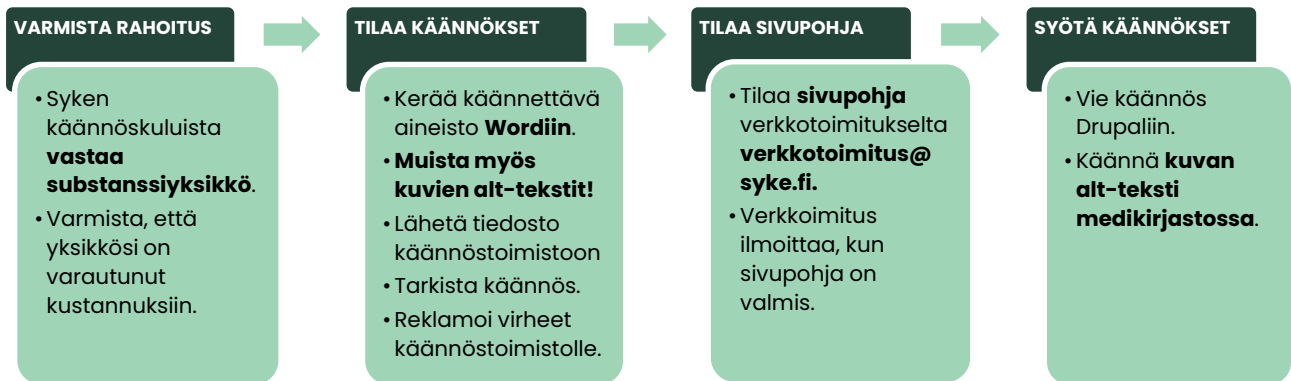 VARMISTA RAHOITUS
• Syken
käännöskuluista
vastaa
substanssiyksikkö.
• Varmista, että
yksikkösi on
varautunut
kustannuksiin.
TILAA KÄÄNNÖKSET
• Kerää käännettävä
aineisto Wordiin.
• Muista myös
kuvien alt-tekstit!
• Lähetä tiedosto
käännöstoimistoon
• Tarkista käännös.
• Reklamoi virheet
käännöstoimistolle.
TILAA SIVUPOHJA
• Tilaa sivupohja
verkkotoimitukselta
verkkotoimitus@
syke.fi.
• Verkkoimitus
ilmoittaa, kun
sivupohja on
valmis.
SYÖTÄ KÄÄNNÖKSET
• Vie käännös
Drupaliin.
• Käännä kuvan
alt-teksti
medikirjastossa.